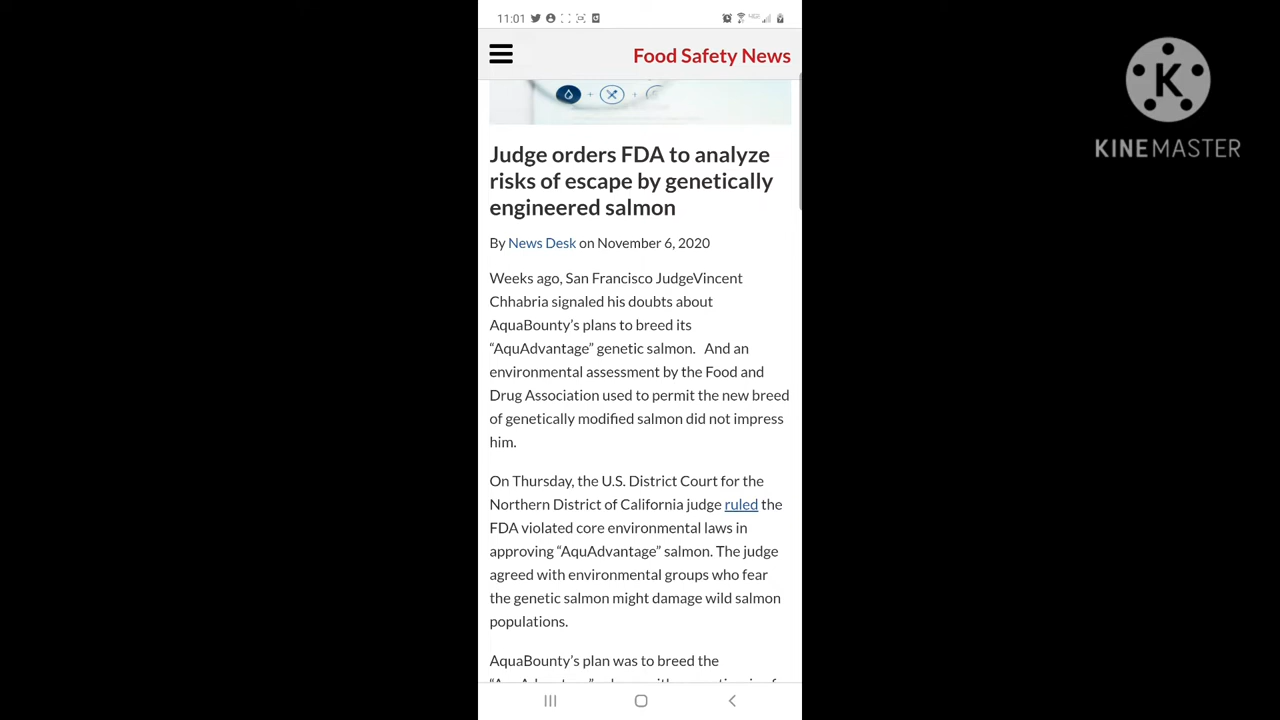 11:01
Food Safety News
KINEMASTER
Judge orders FDA to analyze
risks of escape by genetically
engineered salmon
By News Desk on November 6, 2020
Weeks ago, San Francisco JudgeVincent
Chhabria signaled his doubts about
AquaBounty’s plans to breed its
“AquAdvantage” genetic salmon.   And an
environmental assessment by the Food and
Drug Association used to permit the new breed
of genetically modified salmon did not impress
him.
On Thursday, the U.S. District Court for the
Northern District of California judge ruled the
FDA violated core environmental laws in
approving “AquAdvantage” salmon. The judge
agreed with environmental groups who fear
the genetic salmon might damage wild salmon
populations.
AquaBounty’s plan was to breed the